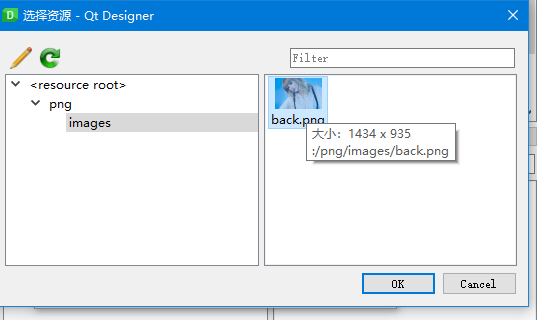 选择资源 - Qt Designer
Filter
<resource root>
png
images
back.png
大小: 1434 x 935
:/png/images/back.png
OK
Cancel